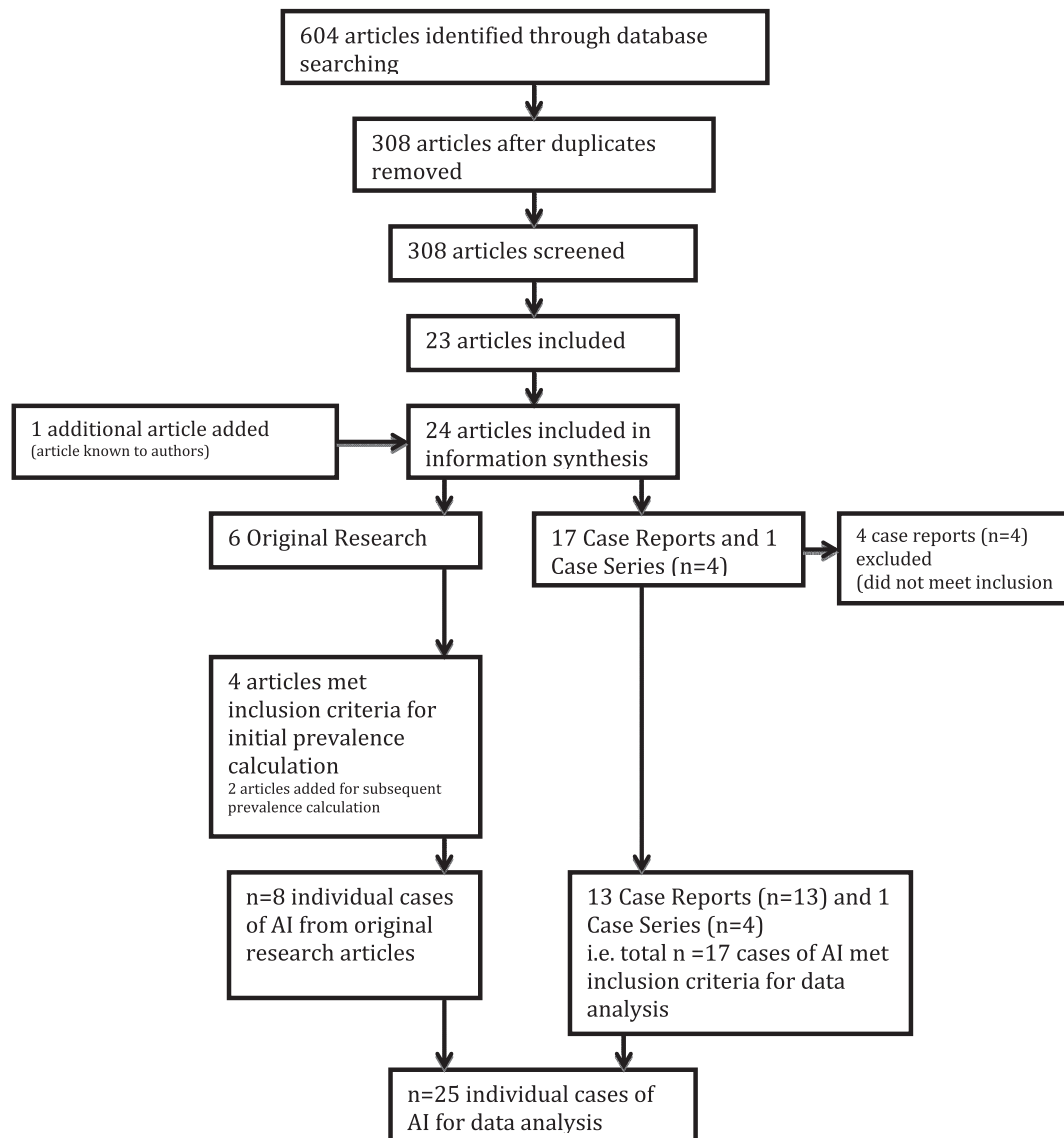 604 articles identified through database
searching
308 articles after duplicates
removed
308 articles screened
23 articles included
1 additional article added
(article known to authors)
24 articles included in
information synthesis
6 Original Research
17 Case Reports and 1
Case Series (n=4)
4 case reports (n=4)
excluded
(did not meet inclusion
4 articles met
inclusion criteria for
initial prevalence
calculation
2 articles added for subsequent
prevalence calculation
n=8 individual cases
of AI from original
research articles
13 Case Reports (n=13) and 1
Case Series (n=4)
i.e. total n =17 cases of AI met
inclusion criteria for data
analysis
n=25 individual cases of
AI for data analysis